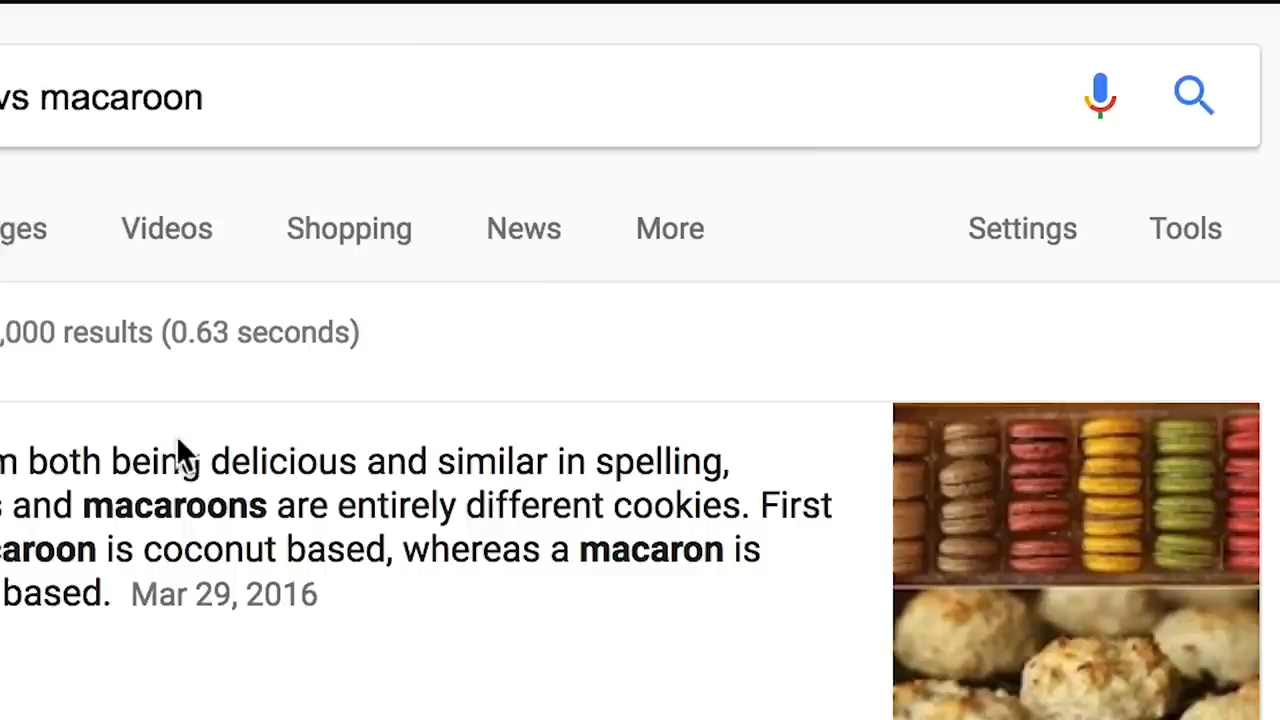 vs macaroon
ges Videos Shopping News More Settings Tools
,000 results (0.63 seconds)
m both being delicious and similar in spelling,
s and macaroons are entirely different cookies. First
caroon is coconut based, whereas a macaron is
based. Mar 29, 2016